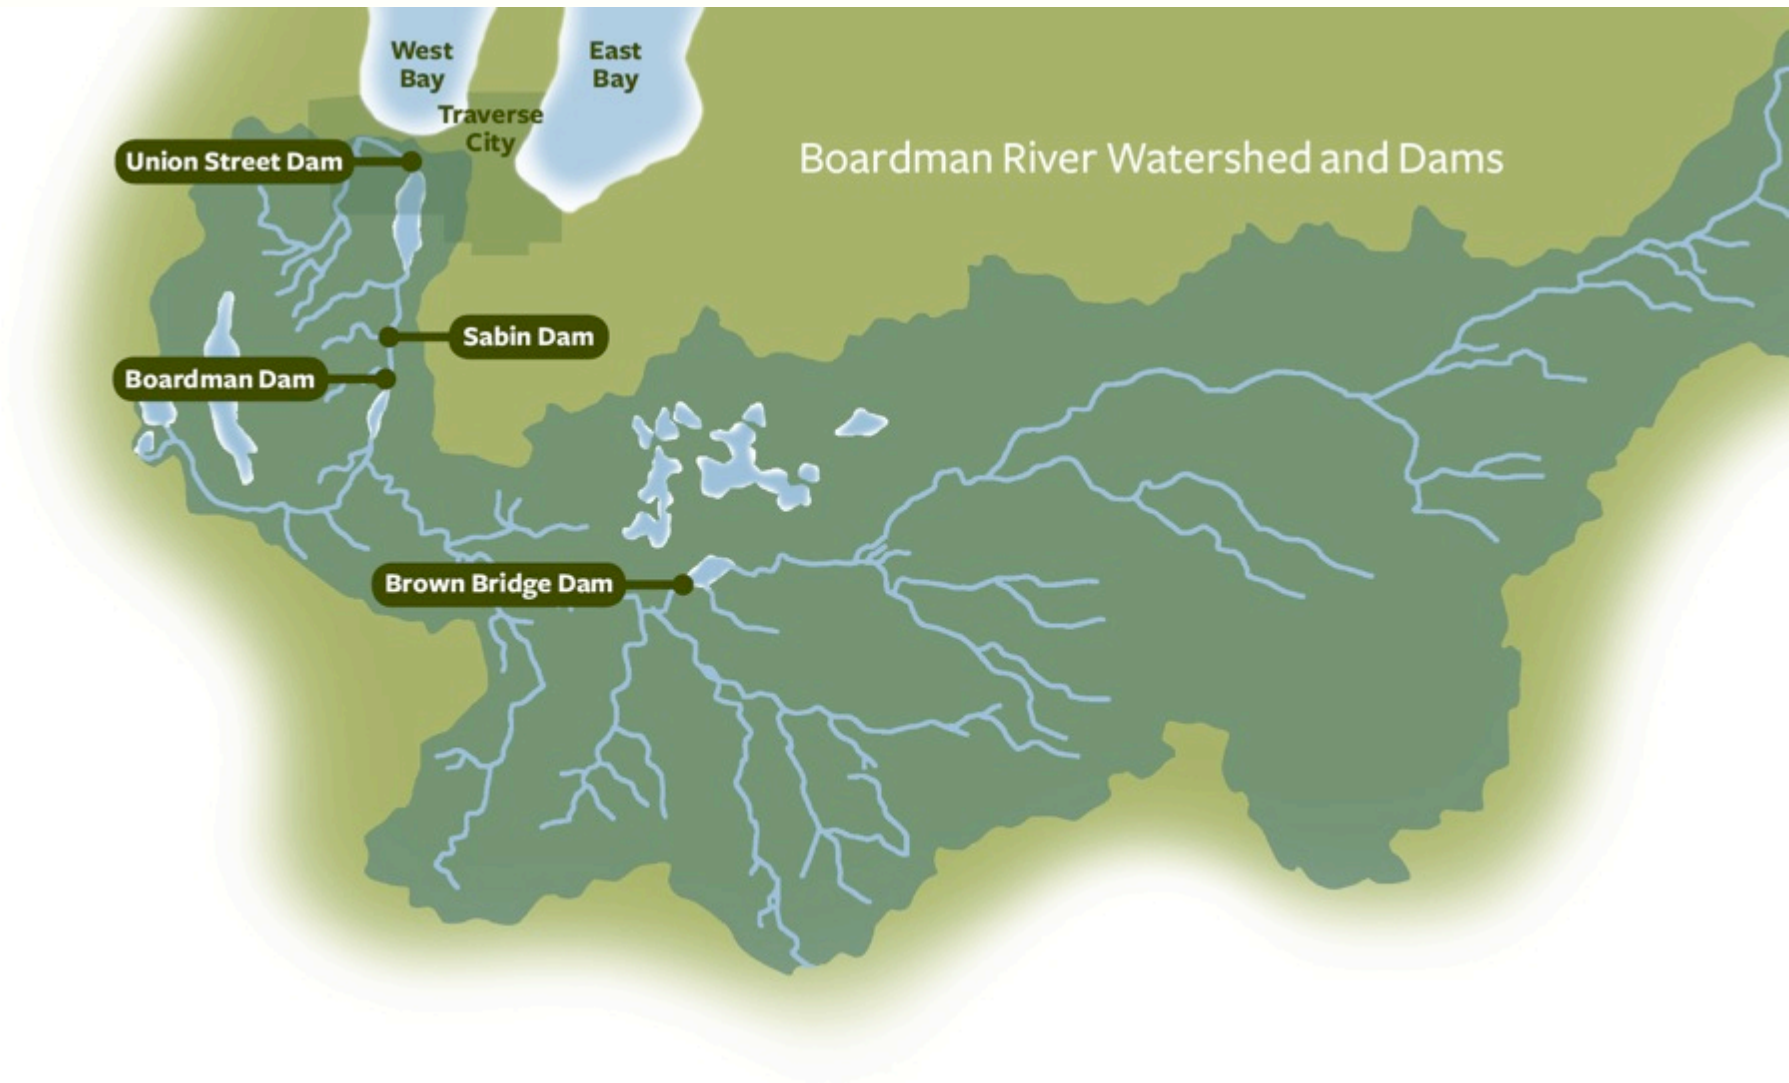 West
Bay
East
Bay
Traverse
City
Boardman River Watershed and Dams
Union Street Dam
Sabin Dam
Boardman Dam
Brown Bridge Dam